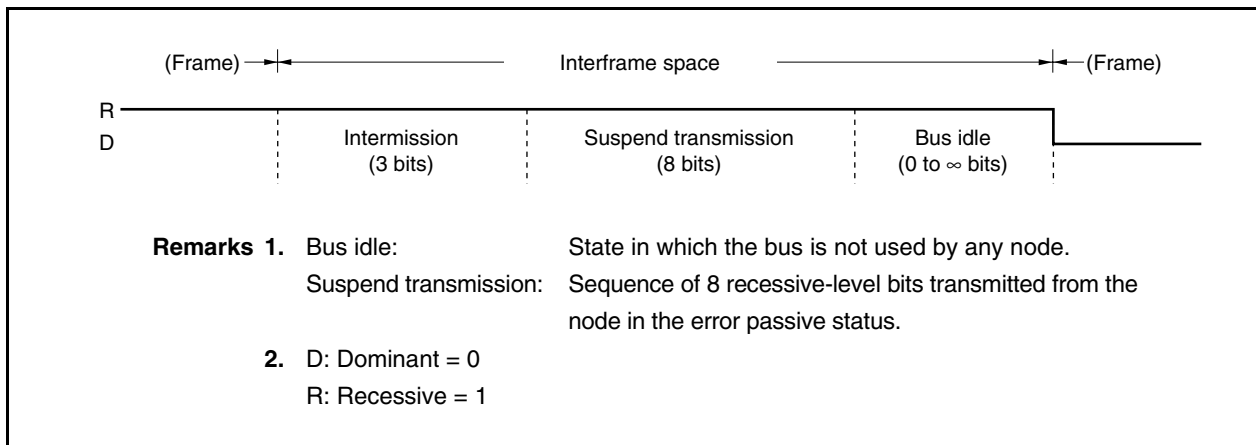 (Frame) Interframe space (Frame)
R
D
Intermission Suspend transmission Bus idle
(3 bits) (8 bits) (0 to ∞ bits)
Remarks 1. Bus idle: State in which the bus is not used by any node.
Suspend transmission: Sequence of 8 recessive-level bits transmitted from the
node in the error passive status.
2. D: Dominant = 0
R: Recessive = 1